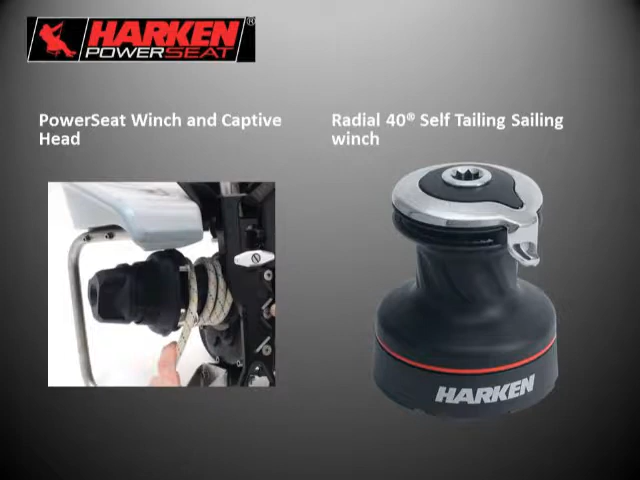 HARKEN®
POWERSEAT
PowerSeat Winch and Captive
Head
Radial 40® Self Tailing Sailing
winch
HARKEN